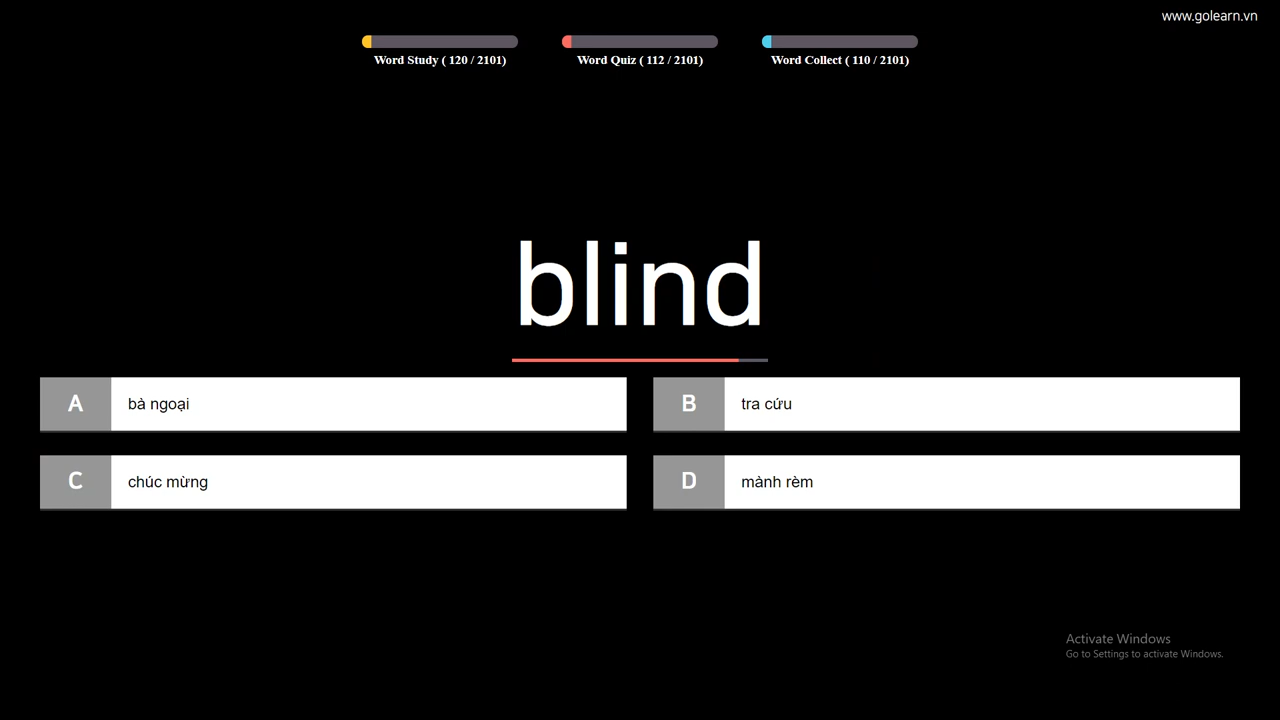 www.golearn.vn
Word Study ( 120 / 2101)
Word Quiz ( 112 / 2101)
Word Collect ( 110 / 2101)
blind
A bà ngoại
B tra cứu
C chúc mừng
D mành rèm
Activate Windows
Go to Settings to activate Windows.